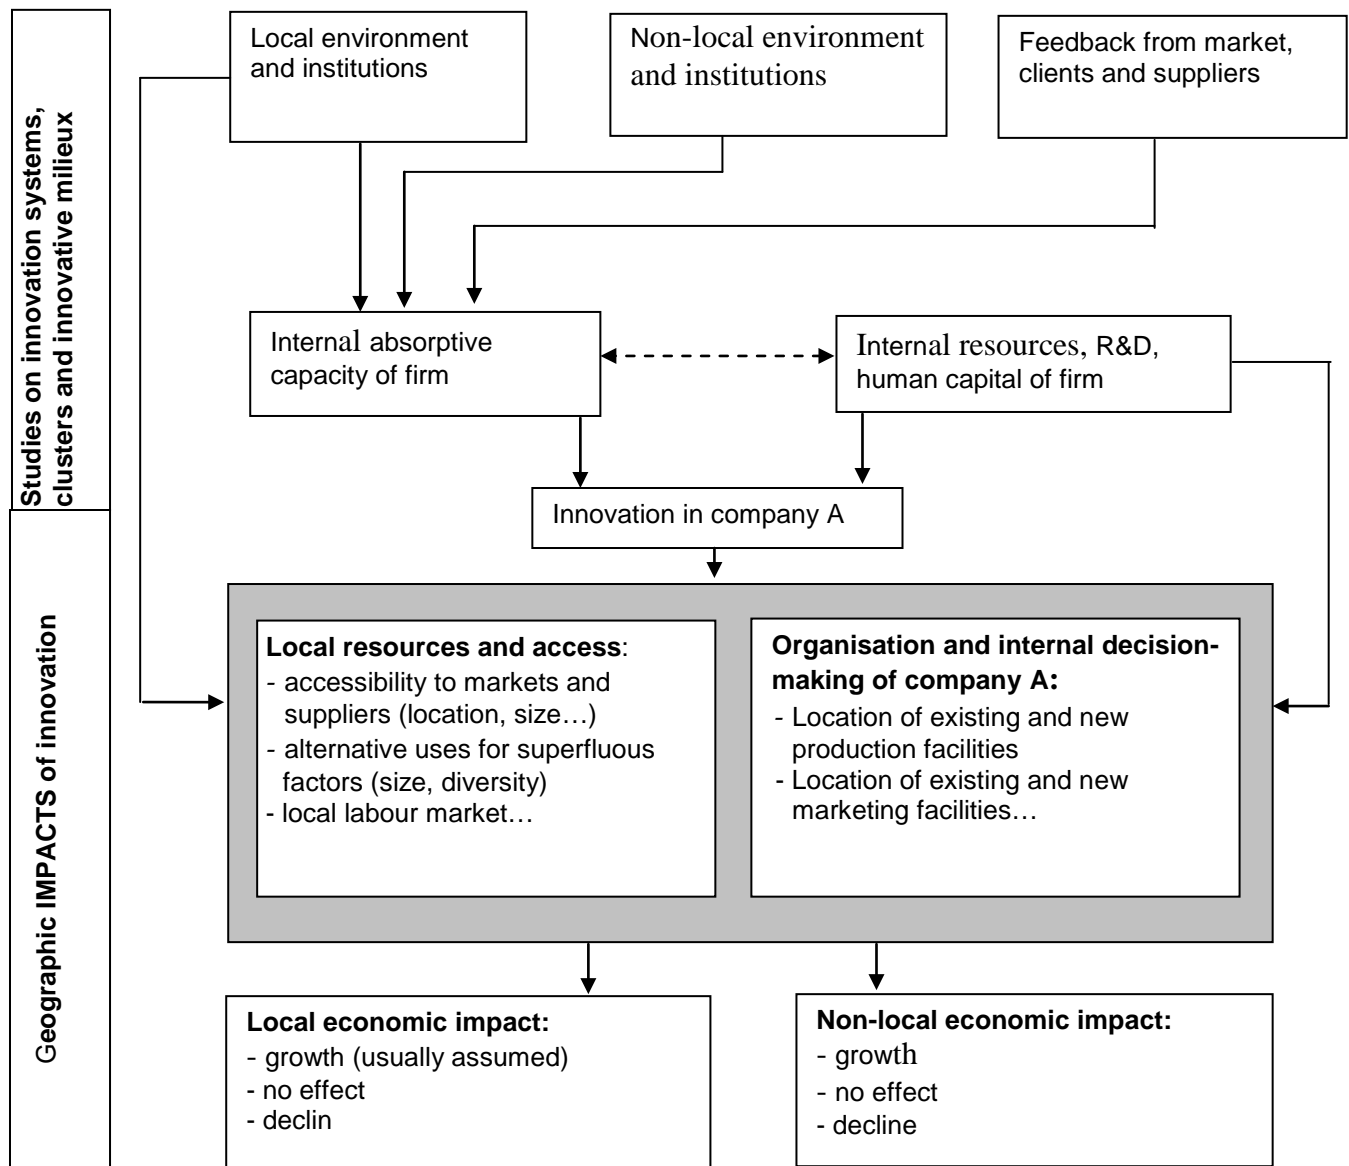 Local environment
and institutions
Non-local environment
and institutions
Feedback from market,
clients and suppliers
Studies on innovation systems,
clusters and innovative milieux
Internal absorptive
capacity of firm
Internal resources, R&D,
human capital of firm
Innovation in company A
Geographic IMPACTS of innovation
Local resources and access:
- accessibility to markets and
suppliers (location, size…)
- alternative uses for superfluous
factors (size, diversity)
- local labour market…
Organisation and internal decision-
making of company A:
- Location of existing and new
production facilities
- Location of existing and new
marketing facilities…
Local economic impact:
- growth (usually assumed)
- no effect
- declin
Non-local economic impact:
- growth
- no effect
- decline